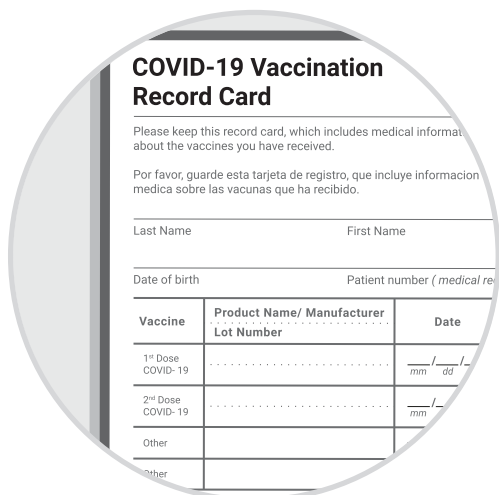 COVID-19 Vaccination
Record Card
Please keep this record card, which includes medical
about the vaccines you have received.
Por favor, guarde esta tarjeta de registro, que incluye informacion
medica sobre las vacunas que ha recibido.
Last Name First Name
Date of birth Patient number ( medical
Vaccine Product Name/ Manufacturer Date
Lot Number
1st Dose
COVID- 19
/ /
mm dd
2nd Dose
COVID- 19
/
mm
Other
Other